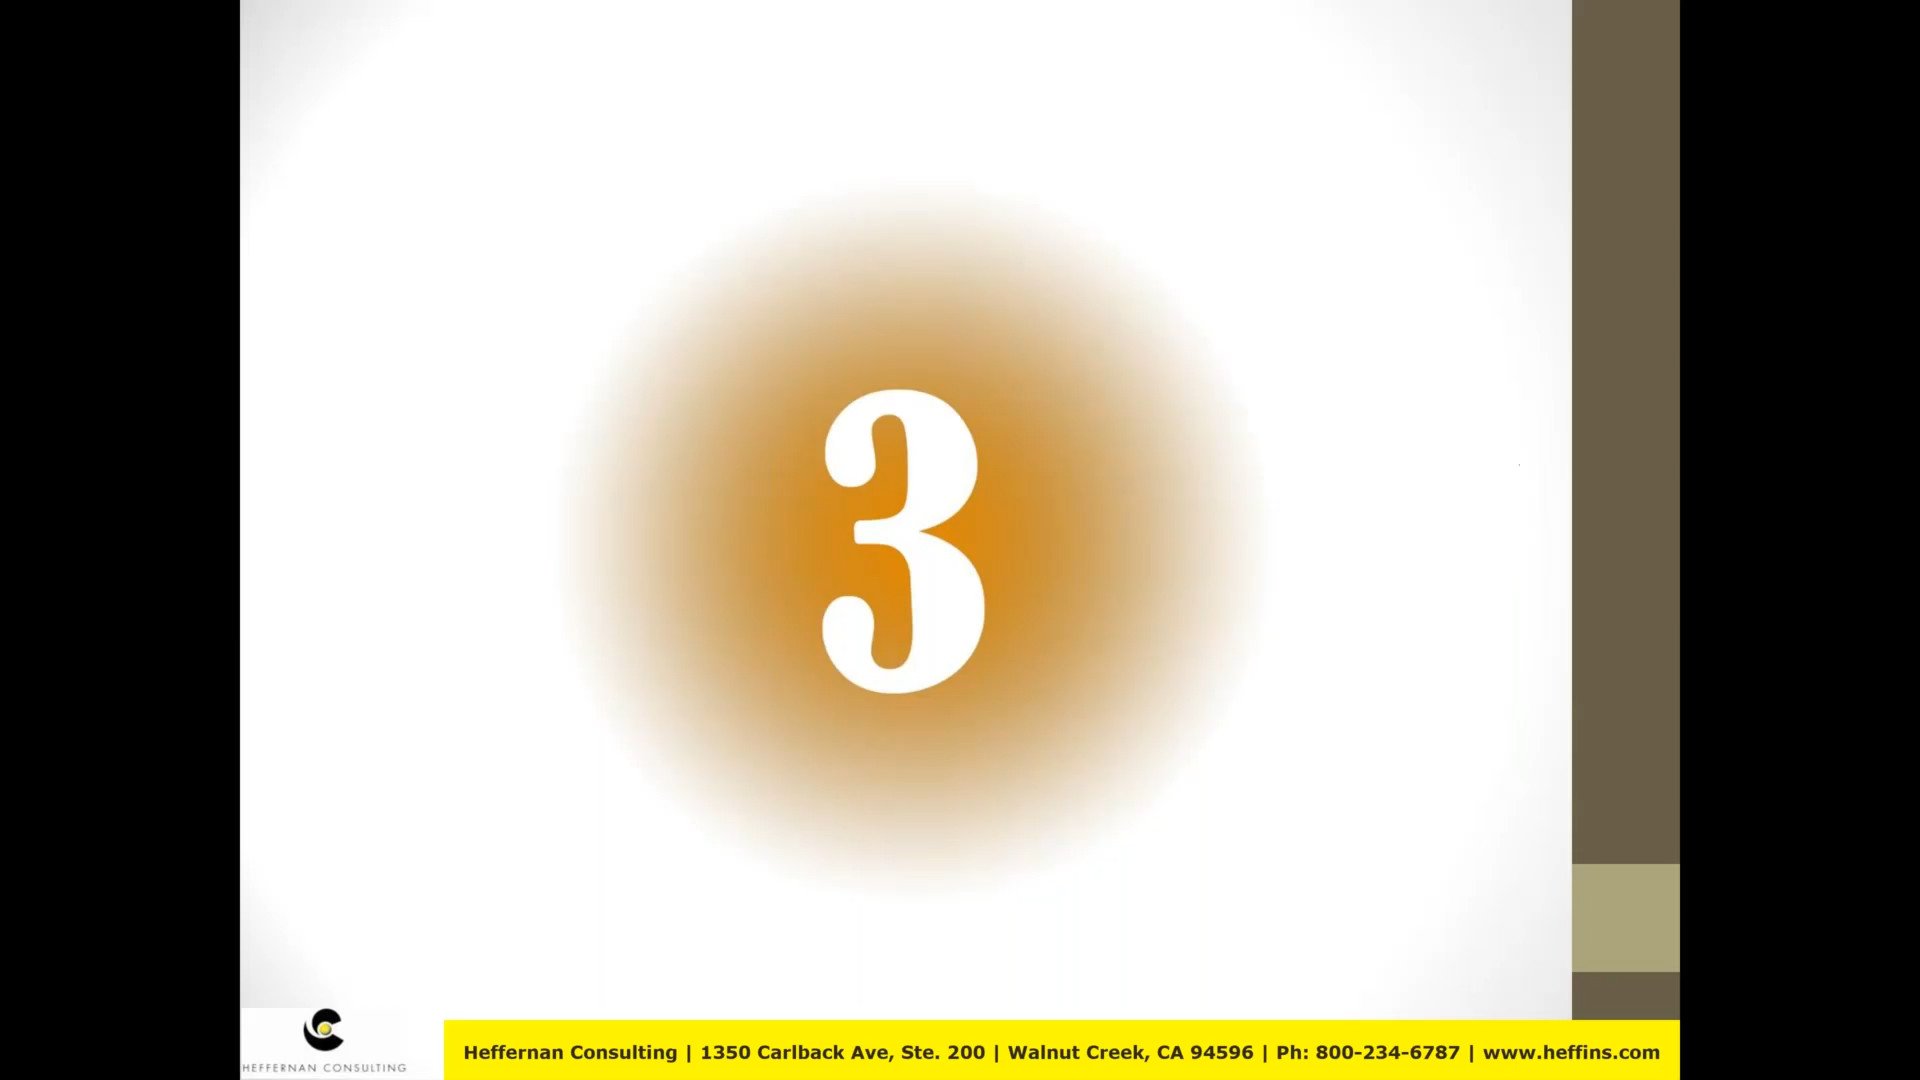 3
HEFFERNAN CONSULTING
Heffernan Consulting | 1350 Carlback Ave, Ste. 200 | Walnut Creek, CA 94596 | Ph: 800-234-6787 | www.heffins.com